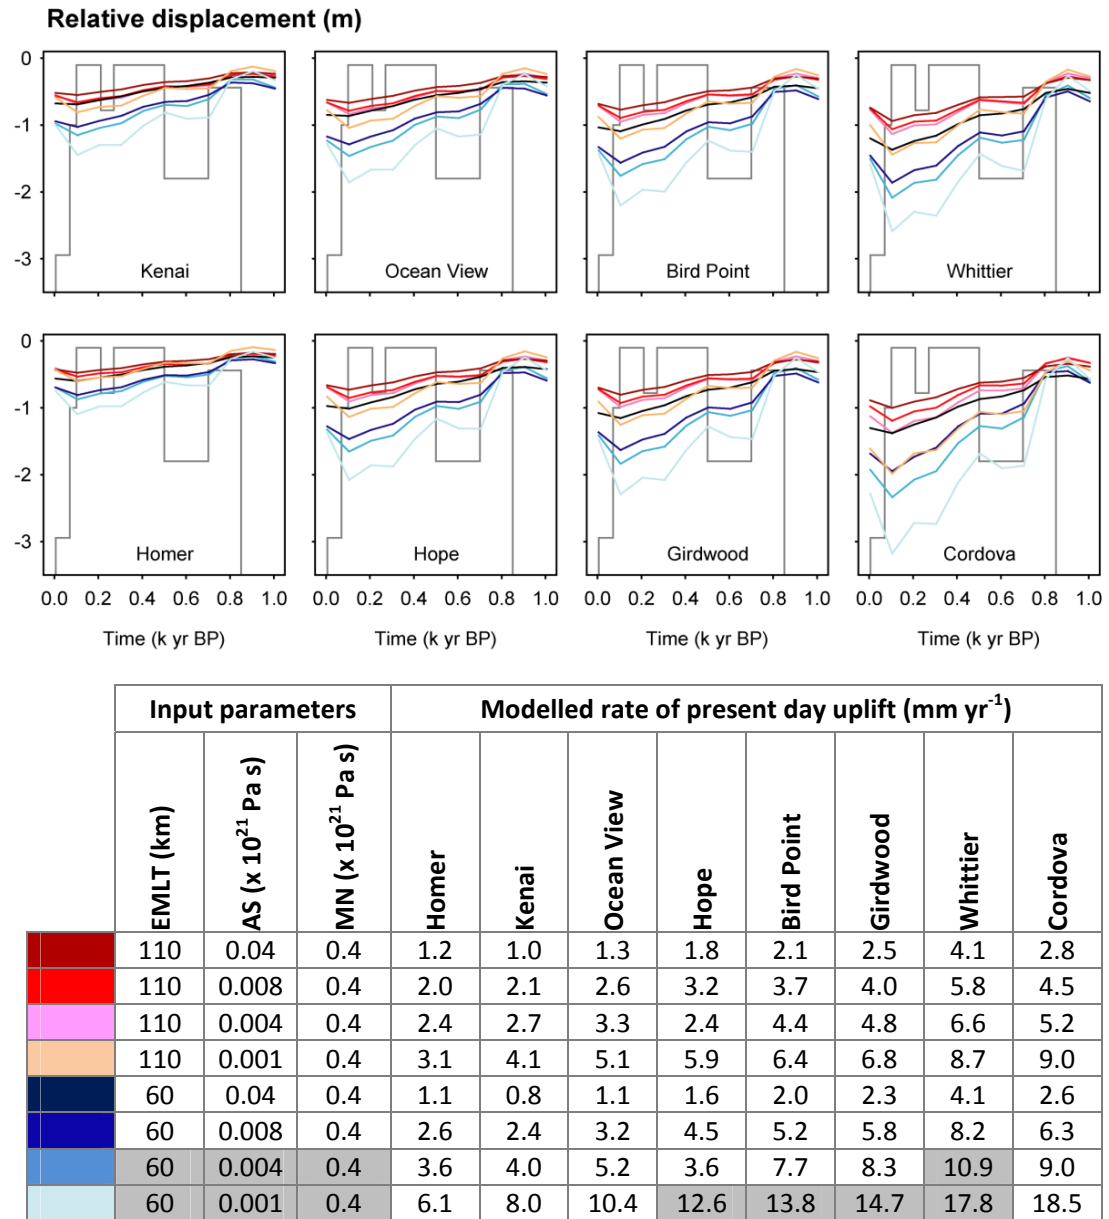 Relative displacement (m)
0
-1
-2
-3
Kenai
Ocean View
Bird Point
Whittier
0
-1
-2
-3
Homer
Hope
Girdwood
Cordova
0.0 0.2 0.4 0.6 0.8 1.0
0.0 0.2 0.4 0.6 0.8 1.0
0.0 0.2 0.4 0.6 0.8 1.0
0.0 0.2 0.4 0.6 0.8 1.0
Time (k yr BP)
Time (k yr BP)
Time (k yr BP)
Time (k yr BP)
Input parameters Modelled rate of present day uplift (mm yr⁻¹)
EMLT (km)
AS (x 10²¹ Pa s)
MN (x 10²¹ Pa s)
Homer
Kenai
Ocean View
Hope
Bird Point
Girdwood
Whittier
Cordova
110 0.04 0.4 1.2 1.0 1.3 1.8 2.1 2.5 4.1 2.8
110 0.008 0.4 2.0 2.1 2.6 3.2 3.7 4.0 5.8 4.5
110 0.004 0.4 2.4 2.7 3.3 2.4 4.4 4.8 6.6 5.2
110 0.001 0.4 3.1 4.1 5.1 5.9 6.4 6.8 8.7 9.0
60 0.04 0.4 1.1 0.8 1.1 1.6 2.0 2.3 4.1 2.6
60 0.008 0.4 2.6 2.4 3.2 4.5 5.2 5.8 8.2 6.3
60 0.004 0.4 3.6 4.0 5.2 3.6 7.7 8.3 10.9 9.0
60 0.001 0.4 6.1 8.0 10.4 12.6 13.8 14.7 17.8 18.5